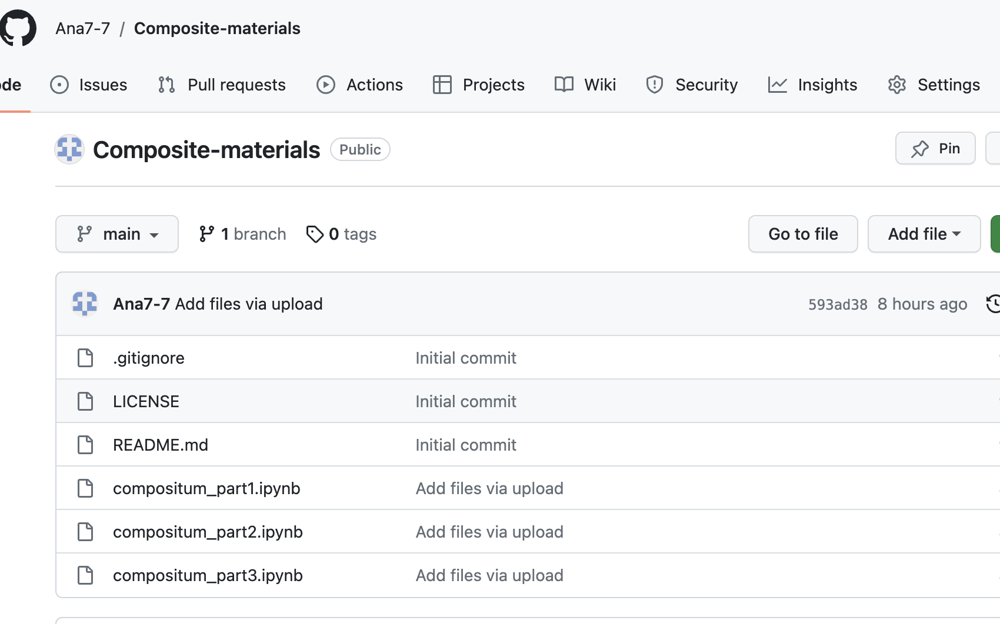 Ana7-7 / Composite-materials
de Issues Pull requests Actions Projects Wiki Security Insights Settings
Composite-materials Public Pin
main 1 branch 0 tags Go to file Add file
Ana7-7 Add files via upload 593ad38 8 hours ago
.gitignore Initial commit
LICENSE Initial commit
README.md Initial commit
compositum_part1.ipynb Add files via upload
compositum_part2.ipynb Add files via upload
compositum_part3.ipynb Add files via upload